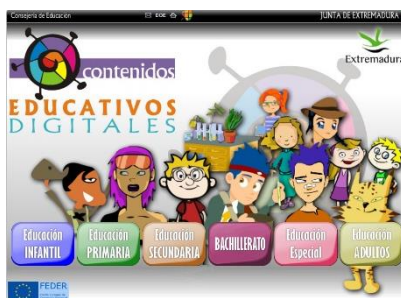 Consejería de Educación
JUNTA DE EXTREMADURA
Extremadura
contenidos
EDUCATIVOS
DIGITALES
Educación
INFANTIL
Educación
PRIMARIA
Educación
SECUNDARIA
BACHILLERATO
Educación
Especial
Educación
ADULTOS
FEDER